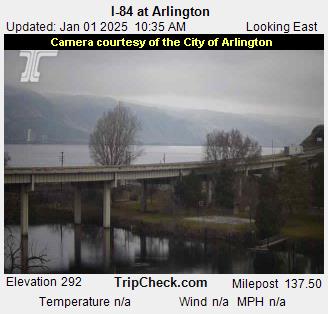 I-84 at Arlington
Updated: Jan 01 2025 10:35 AM Looking East
Camera courtesy of the City of Arlington
Elevation 292 TripCheck.com Milepost 137.50
Temperature n/a Wind n/a MPH n/a